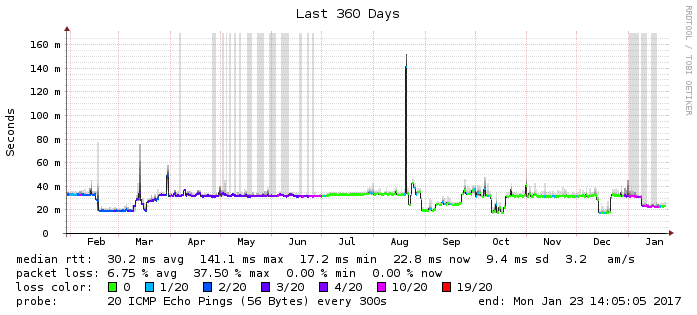 Last 360 Days
RRDTOOL / TOBI OETIKER
Seconds
160 m
140 m
120 m
100 m
80 m
60 m
40 m
20 m
0
Feb Mar Apr May Jun Jul Aug Sep Oct Nov Dec Jan
median rtt: 30.2 ms avg 141.1 ms max 17.2 ms min 22.8 ms now 9.4 ms sd 3.2 am/s
packet loss: 6.75 % avg 37.50 % max 0.00 % min 0.00 % now
loss color: 0 1/20 2/20 3/20 4/20 10/20 19/20
probe: 20 ICMP Echo Pings (56 Bytes) every 300s end: Mon Jan 23 14:05:05 2017